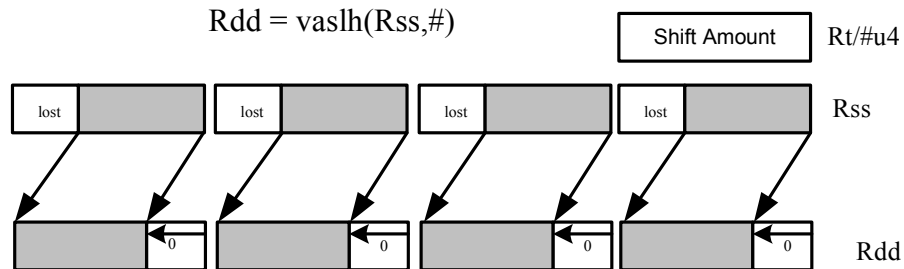 Rdd = vaslh(Rss,#)
Shift Amount Rt/#u4
lost lost lost lost Rss
0 0 0 0
Rdd